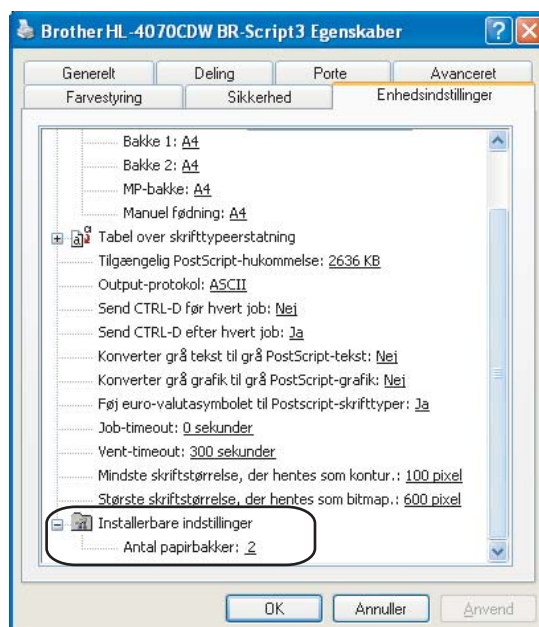 Brother HL-4070CDW BR-Script3 Egenskaber
Generelt Deling Porte Avanceret
Farvestyring Sikkerhed Enhedsindstillinger
Bakke 1: A4
Bakke 2: A4
MP-bakke: A4
Manuel fødning: A4
Tabel over skrifttypeerstatning
Tilgængelig PostScript-hukommelse: 2636 KB
Output-protokol: ASCII
Send CTRL-D før hvert job: Nej
Send CTRL-D efter hvert job: Ja
Konverter grå tekst til grå PostScript-tekst: Nej
Konverter grå grafik til grå PostScript-grafik: Nej
Føj euro-valutasymbolet til Postscript-skrifttyper: Ja
Job-timeout: 0 sekunder
Vent-timeout: 300 sekunder
Mindste skriftstørrelse, der hentes som kontur.: 100 pixel
Største skriftstørrelse, der hentes som bitmap.: 600 pixel
Installerbare indstillinger
Antal papirbakker: 2
OK Annuller Anvend